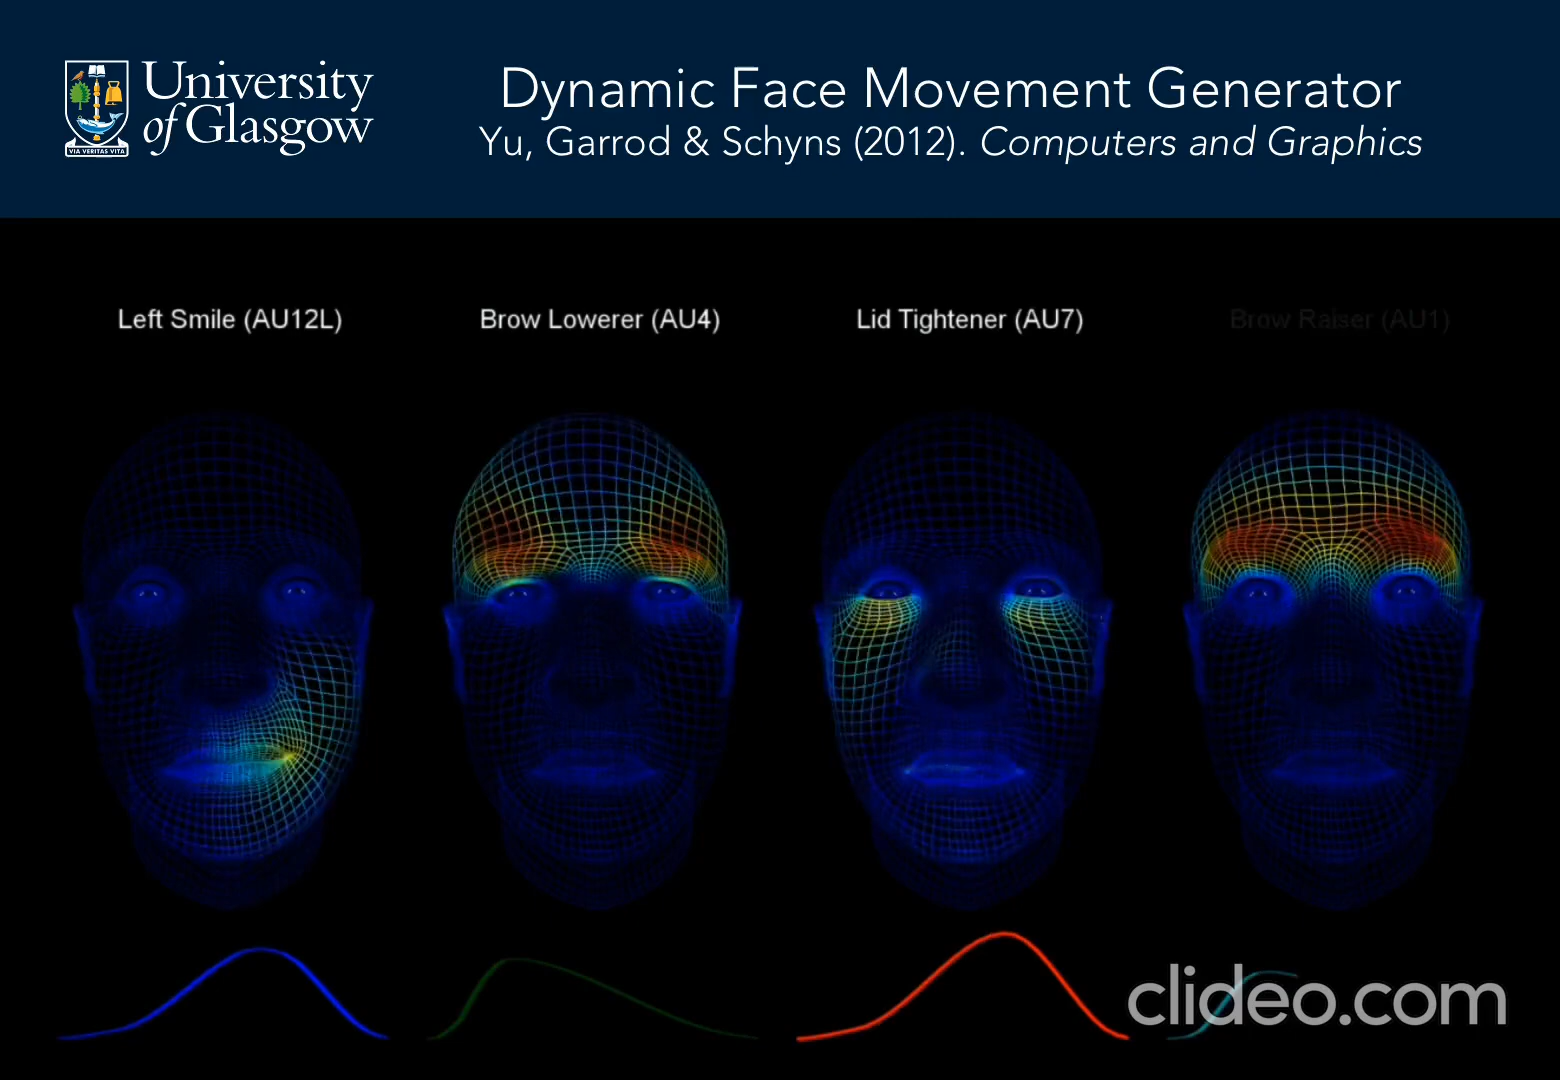 University
of Glasgow
VIA VERITAS VITA
Dynamic Face Movement Generator
Yu, Garrod & Schyns (2012). Computers and Graphics
Left Smile (AU12L)
Brow Lowerer (AU4)
Lid Tightener (AU7)
Brow Raiser (AU1)
clideo.com